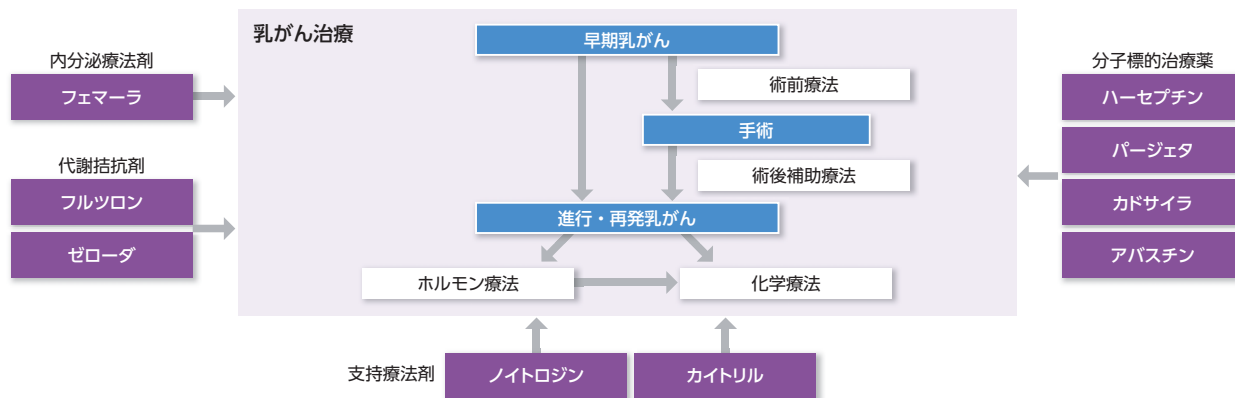 乳がん治療
早期乳がん
術前療法
手術
術後補助療法
進行・再発乳がん
ホルモン療法
化学療法
内分泌療法剤
フェマーラ
代謝拮抗剤
フルツロン
ゼローダ
分子標的治療薬
ハーセプチン
パージェタ
カドサイラ
アバスチン
支持療法剤
ノイトロジン
カイトリル